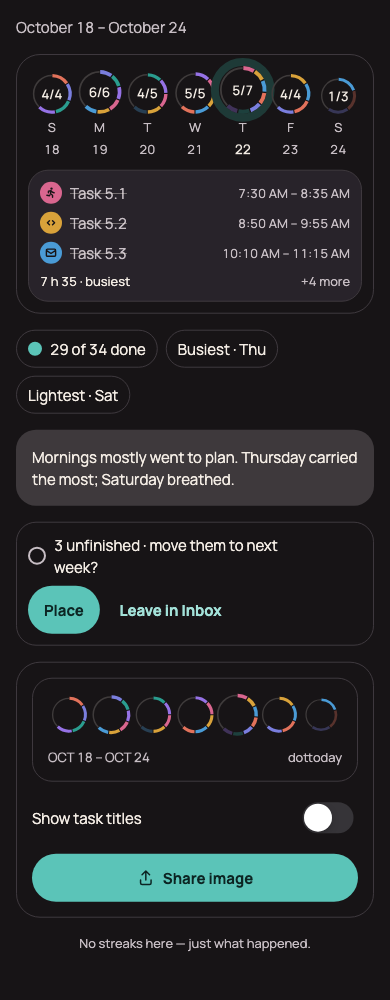 October 18 – October 24
4/4 6/6 4/5 5/5 5/7 4/4 1/3
S M T W T F S
18 19 20 21 22 23 24
Task 5.1 7:30 AM – 8:35 AM
Task 5.2 8:50 AM – 9:55 AM
Task 5.3 10:10 AM – 11:15 AM
7 h 35 · busiest +4 more
29 of 34 done Busiest · Thu
Lightest · Sat
Mornings mostly went to plan. Thursday carried
the most; Saturday breathed.
3 unfinished · move them to next
week?
Place Leave in Inbox
OCT 18 – OCT 24 dottoday
Show task titles
Share image
No streaks here — just what happened.